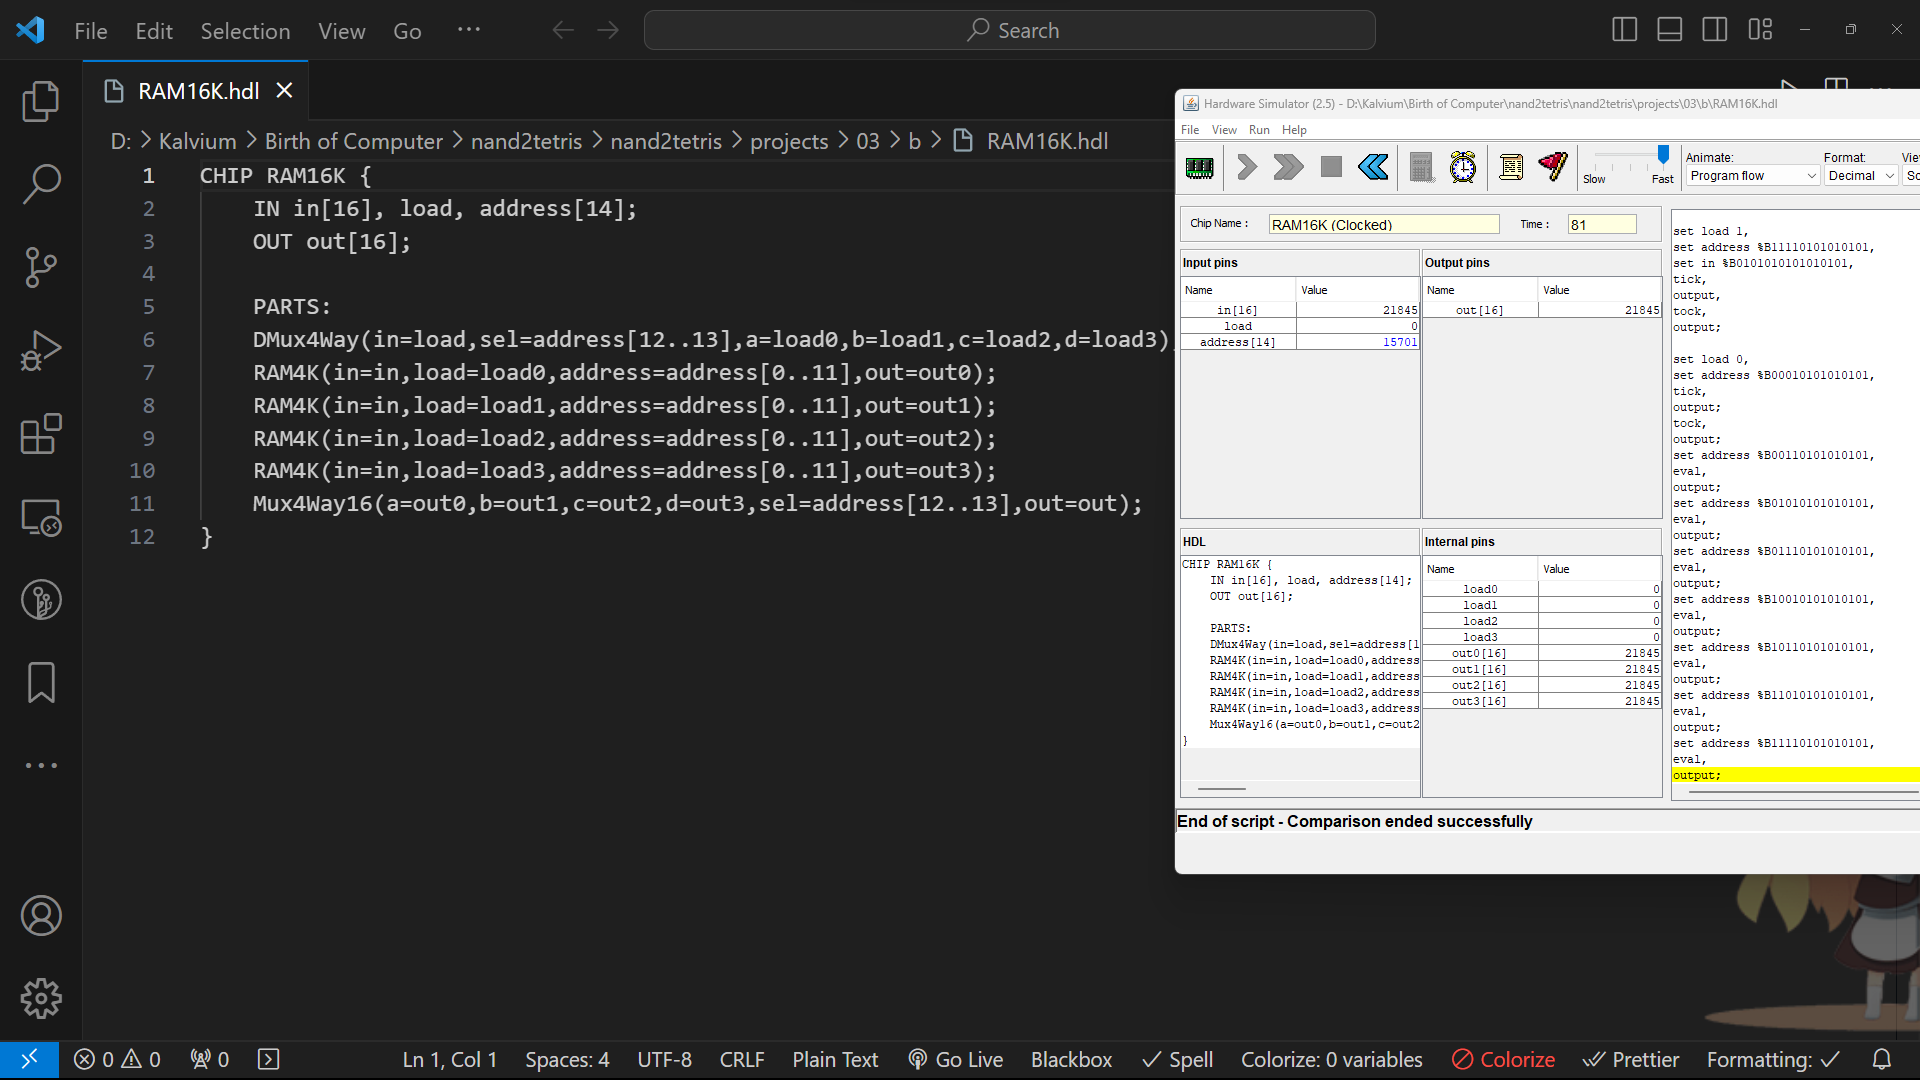 File Edit Selection View Go ···
Search
RAM16K.hdl
D: > Kalvium > Birth of Computer > nand2tetris > nand2tetris > projects > 03 > b > RAM16K.hdl
1 CHIP RAM16K {
2 IN in[16], load, address[14];
3 OUT out[16];
4
5 PARTS:
6 DMux4Way(in=load,sel=address[12..13],a=load0,b=load1,c=load2,d=load3)
7 RAM4K(in=in,load=load0,address=address[0..11],out=out0);
8 RAM4K(in=in,load=load1,address=address[0..11],out=out1);
9 RAM4K(in=in,load=load2,address=address[0..11],out=out2);
10 RAM4K(in=in,load=load3,address=address[0..11],out=out3);
11 Mux4Way16(a=out0,b=out1,c=out2,d=out3,sel=address[12..13],out=out);
12 }
Hardware Simulator (2.5) - D:\Kalvium\Birth of Computer\nand2tetris\nand2tetris\projects\03\b\RAM16K.hdl
File View Run Help
Slow Fast
Animate:
Program flow
Format:
Decimal
Chip Name : RAM16K (Clocked) Time : 81
Input pins
Name Value
in[16] 21845
load 0
address[14] 15701
Output pins
Name Value
out[16] 21845
HDL
CHIP RAM16K {
IN in[16], load, address[14];
OUT out[16];
PARTS:
DMux4Way(in=load,sel=address[1
RAM4K(in=in,load=load0,address
RAM4K(in=in,load=load1,address
RAM4K(in=in,load=load2,address
RAM4K(in=in,load=load3,address
Mux4Way16(a=out0,b=out1,c=out2
}
Internal pins
Name Value
load0 0
load1 0
load2 0
load3 0
out0[16] 21845
out1[16] 21845
out2[16] 21845
out3[16] 21845
set load 1,
set address %B11110101010101,
set in %B0101010101010101,
tick,
output,
tock,
output;
set load 0,
set address %B00010101010101,
tick,
output;
tock,
output;
set address %B00110101010101,
eval,
output;
set address %B01010101010101,
eval,
output;
set address %B01110101010101,
eval,
output;
set address %B10010101010101,
eval,
output;
set address %B10110101010101,
eval,
output;
set address %B11010101010101,
eval,
output;
set address %B11110101010101,
eval,
output;
End of script - Comparison ended successfully
0 0 0 Ln 1, Col 1 Spaces: 4 UTF-8 CRLF Plain Text Go Live Blackbox Spell Colorize: 0 variables Colorize Prettier Formatting: